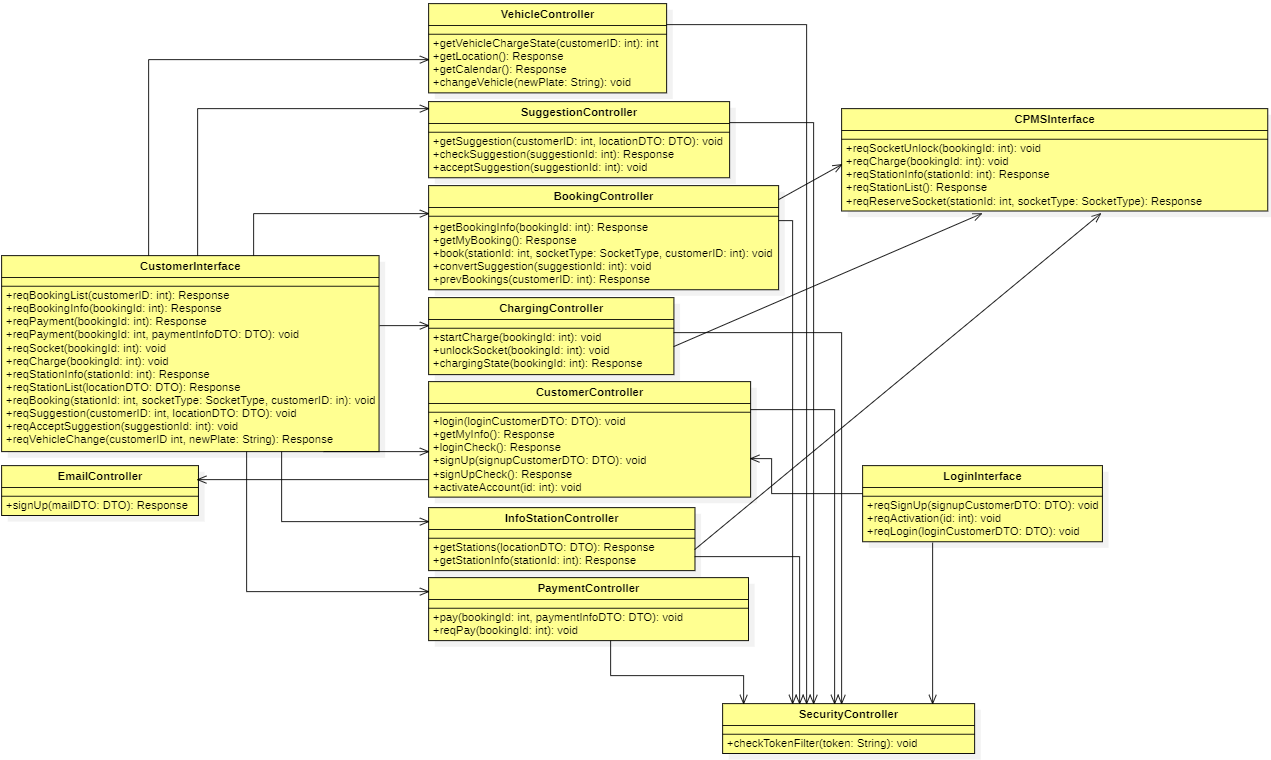 VehicleController
+getVehicleChargeState(customerID: int): int
+getLocation(): Response
+getCalendar(): Response
+changeVehicle(newPlate: String): void
SuggestionController
+getSuggestion(customerID: int, locationDTO: DTO): void
+checkSuggestion(suggestionId: int): Response
+acceptSuggestion(suggestionId: int): void
CPMSInterface
+reqSocketUnlock(bookingId: int): void
+reqCharge(bookingId: int): void
+reqStationInfo(stationId: int): Response
+reqStationList(): Response
+reqReserveSocket(stationId: int, socketType: SocketType): Response
BookingController
+getBookingInfo(bookingId: int): Response
+getMyBooking(): Response
+book(stationId: int, socketType: SocketType, customerID: int): void
+convertSuggestion(suggestionId: int): void
+prevBookings(customerID: int): Response
CustomerInterface
+reqBookingList(customerID: int): Response
+reqBookingInfo(bookingId: int): Response
+reqPayment(bookingId: int): Response
+reqPayment(bookingId: int, paymentInfoDTO: DTO): void
+reqSocket(bookingId: int): void
+reqCharge(bookingId: int): void
+reqStationInfo(stationId: int): Response
+reqStationList(locationDTO: DTO): Response
+reqBooking(stationId: int, socketType: SocketType, customerID: in): void
+reqSuggestion(customerID: int, locationDTO: DTO): void
+reqAcceptSuggestion(suggestionId: int): void
+reqVehicleChange(customerID int, newPlate: String): Response
ChargingController
+startCharge(bookingId: int): void
+unlockSocket(bookingId: int): void
+chargingState(bookingId: int): Response
CustomerController
+login(loginCustomerDTO: DTO): void
+getMyInfo(): Response
+loginCheck(): Response
+signUp(signupCustomerDTO: DTO): void
+signUpCheck(): Response
+activateAccount(id: int): void
EmailController
+signUp(mailDTO: DTO): Response
LoginInterface
+reqSignUp(signupCustomerDTO: DTO): void
+reqActivation(id: int): void
+reqLogin(loginCustomerDTO: DTO): void
InfoStationController
+getStations(locationDTO: DTO): Response
+getStationInfo(stationId: int): Response
PaymentController
+pay(bookingId: int, paymentInfoDTO: DTO): void
+reqPay(bookingId: int): void
SecurityController
+checkTokenFilter(token: String): void